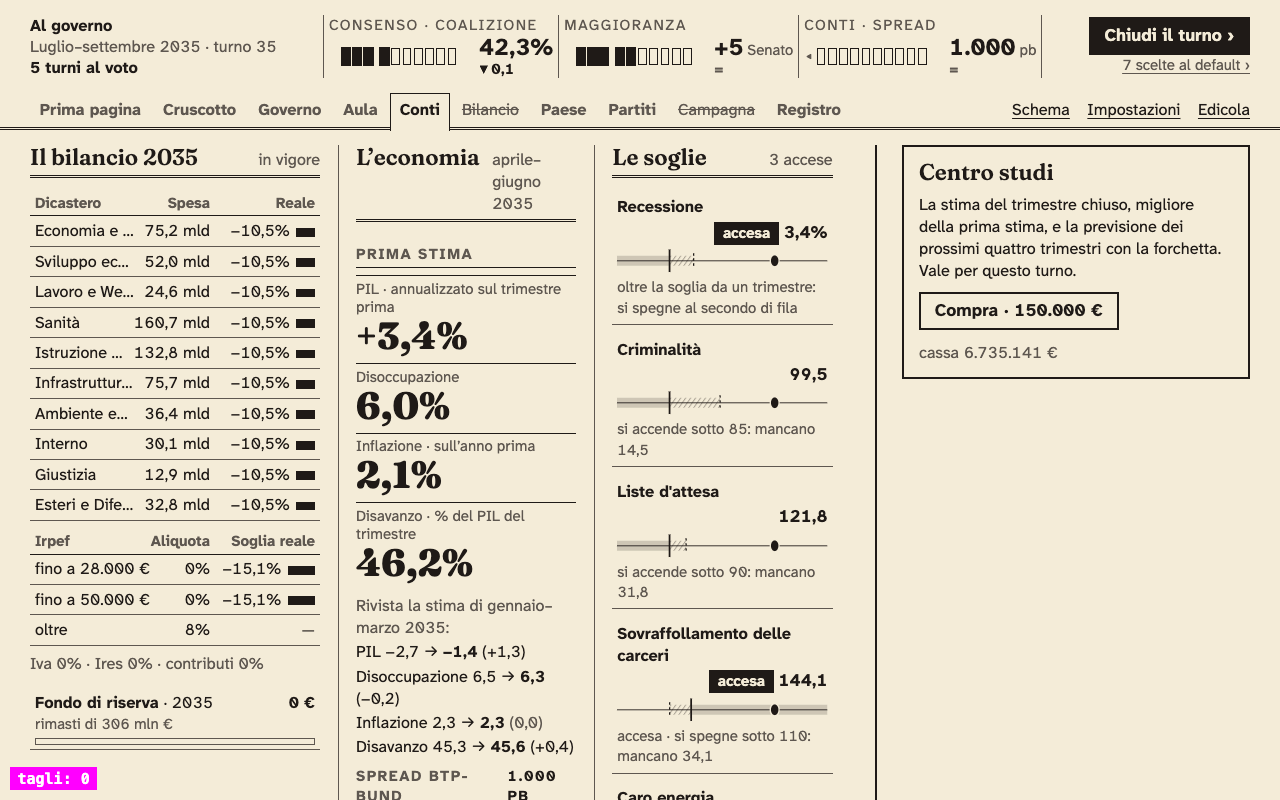 Al governo
Luglio–settembre 2035 · turno 35
5 turni al voto
CONSENSO · COALIZIONE
42,3%
▾ 0,1
MAGGIORANZA
+5 Senato
=
CONTI · SPREAD
1.000 pb
=
Chiudi il turno ›
7 scelte al default ›
Prima pagina Cruscotto Governo Aula Conti Bilancio Paese Partiti Campagna Registro Schema Impostazioni Edicola
Il bilancio 2035 in vigore
Dicastero Spesa Reale
Economia e ... 75,2 mld −10,5%
Sviluppo ec... 52,0 mld −10,5%
Lavoro e We... 24,6 mld −10,5%
Sanità 160,7 mld −10,5%
Istruzione ... 132,8 mld −10,5%
Infrastruttur... 75,7 mld −10,5%
Ambiente e... 36,4 mld −10,5%
Interno 30,1 mld −10,5%
Giustizia 12,9 mld −10,5%
Esteri e Dife... 32,8 mld −10,5%
Irpef Aliquota Soglia reale
fino a 28.000 € 0% −15,1%
fino a 50.000 € 0% −15,1%
oltre 8% —
Iva 0% · Ires 0% · contributi 0%
Fondo di riserva · 2035 0 €
rimasti di 306 mln €
tagli: 0
L’economia aprile–
giugno
2035
PRIMA STIMA
PIL · annualizzato sul trimestre
prima
+3,4%
Disoccupazione
6,0%
Inflazione · sull’anno prima
2,1%
Disavanzo · % del PIL del
trimestre
46,2%
Rivista la stima di gennaio–
marzo 2035:
PIL −2,7 → −1,4 (+1,3)
Disoccupazione 6,5 → 6,3
(−0,2)
Inflazione 2,3 → 2,3 (0,0)
Disavanzo 45,3 → 45,6 (+0,4)
SPREAD BTP- 1.000
BUND PB
Le soglie 3 accese
Recessione
accesa 3,4%
oltre la soglia da un trimestre:
si spegne al secondo di fila
Criminalità
99,5
si accende sotto 85: mancano
14,5
Liste d'attesa
121,8
si accende sotto 90: mancano
31,8
Sovraffollamento delle
carceri
accesa 144,1
accesa · si spegne sotto 110:
mancano 34,1
Caro energia
Centro studi
La stima del trimestre chiuso, migliore
della prima stima, e la previsione dei
prossimi quattro trimestri con la forchetta.
Vale per questo turno.
Compra · 150.000 €
cassa 6.735.141 €